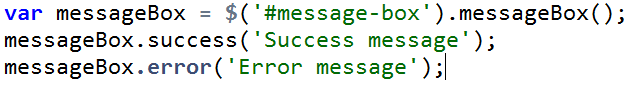 var messageBox = $('#message-box').messageBox();
messageBox.success('Success message');
messageBox.error('Error message');